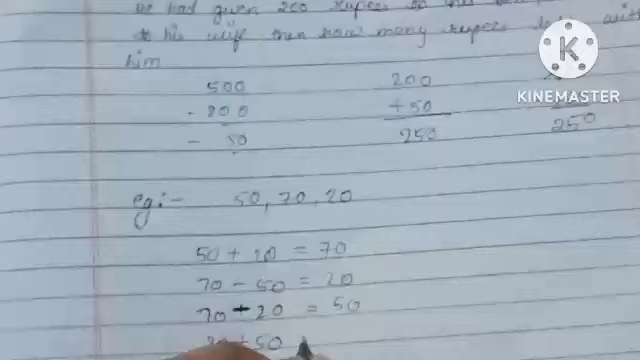 he had given 200 rupees to his
to his wife then how many rupees
him
500 200
- 200 + 50
- 50 250 250
KINEMASTER
eg:- 50, 70, 20
50 + 20 = 70
70 - 50 = 20
70 - 20 = 50
+ 50